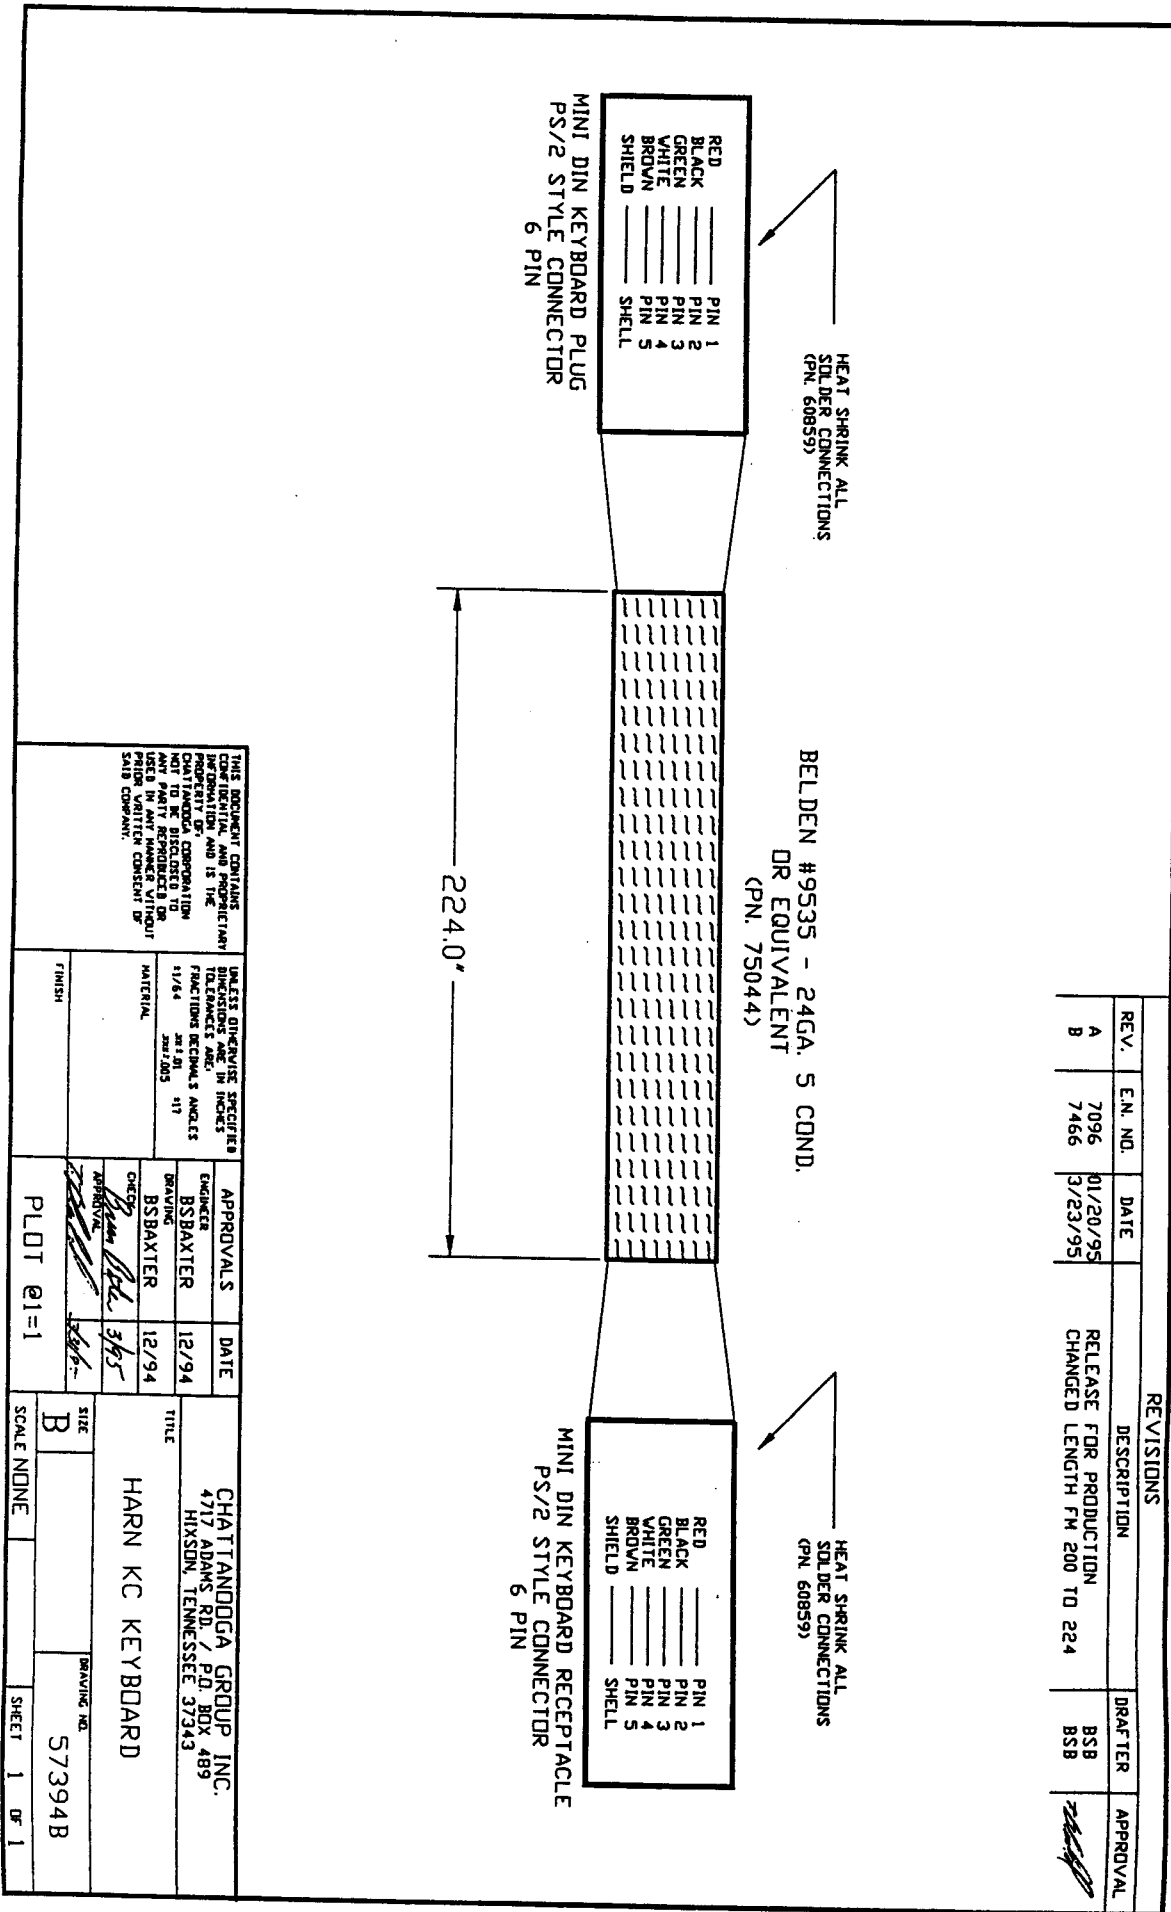 REVISIONS
REV. E.N. NO. DATE DESCRIPTION DRAFTER APPROVAL
A 7096 01/20/95 RELEASE FOR PRODUCTION BSB
B 7466 3/23/95 CHANGED LENGTH FM 200 TO 224 BSB
HEAT SHRINK ALL
SOLDER CONNECTIONS
(PN. 60859)
HEAT SHRINK ALL
SOLDER CONNECTIONS
(PN. 60859)
BELDEN #9535 - 24GA. 5 COND.
OR EQUIVALENT
(PN. 75044)
RED PIN 1
BLACK PIN 2
GREEN PIN 3
WHITE PIN 4
BROWN PIN 5
SHIELD SHELL
MINI DIN KEYBOARD PLUG
PS/2 STYLE CONNECTOR
6 PIN
224.0"
RED PIN 1
BLACK PIN 2
GREEN PIN 3
WHITE PIN 4
BROWN PIN 5
SHIELD SHELL
MINI DIN KEYBOARD RECEPTACLE
PS/2 STYLE CONNECTOR
6 PIN
THIS DOCUMENT CONTAINS
CONFIDENTIAL AND PROPRIETARY
INFORMATION AND IS THE
PROPERTY OF:
CHATTANOOGA CORPORATION
NOT TO BE DISCLOSED TO
ANY PARTY REPRODUCED OR
USED IN ANY MANNER WITHOUT
PRIOR WRITTEN CONSENT OF
SAID COMPANY.
UNLESS OTHERWISE SPECIFIED
DIMENSIONS ARE IN INCHES
TOLERANCES ARE:
FRACTIONS DECIMALS ANGLES
±1/64 .XX±.01 ±1?
.XXX±.005
MATERIAL
FINISH
APPROVALS DATE
ENGINEER
BSBAXTER 12/94
DRAWING
BSBAXTER 12/94
CHECK
3/95
APPROVAL
PLOT @1=1
CHATTANOOGA GROUP INC.
4717 ADAMS RD. / P.O. BOX 489
HIXSON, TENNESSEE 37343
TITLE
HARN KC KEYBOARD
SIZE
B
DRAWING NO.
57394B
SCALE NONE
SHEET 1 OF 1